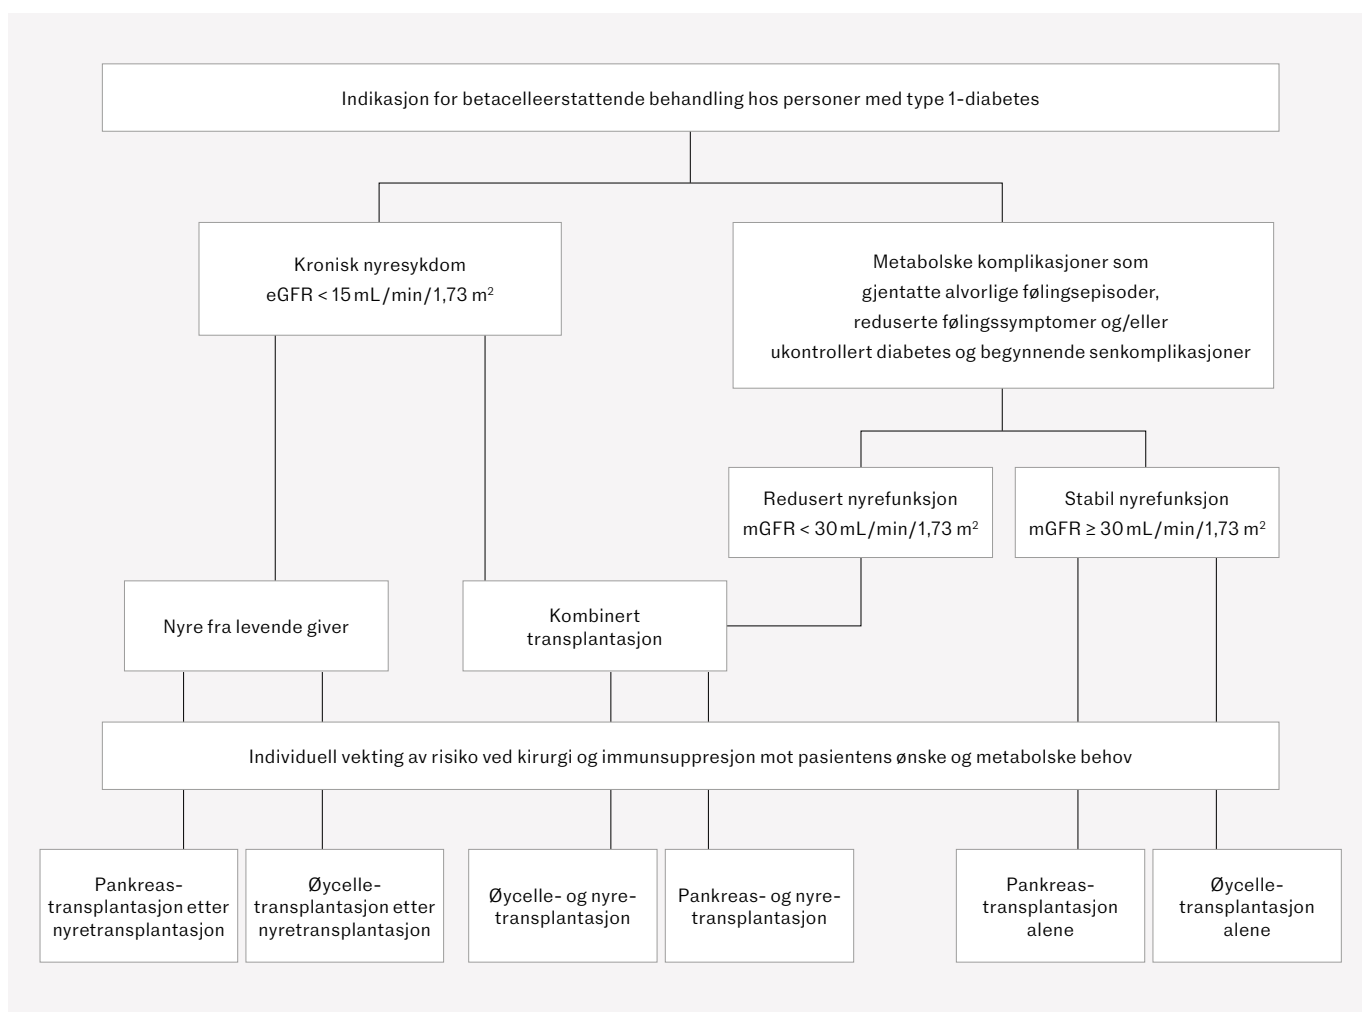 Indikasjon for betacelleerstattende behandling hos personer med type 1-diabetes
Kronisk nyresykdom
eGFR < 15 mL/min/1,73 m²
Metabolske komplikasjoner som
gjentatte alvorlige følingsepisoder,
reduserte følingssymptomer og/eller
ukontrollert diabetes og begynnende senkomplikasjoner
Redusert nyrefunksjon
mGFR < 30 mL/min/1,73 m²
Stabil nyrefunksjon
mGFR ≥ 30 mL/min/1,73 m²
Nyre fra levende giver
Kombinert
transplantasjon
Individuell vekting av risiko ved kirurgi og immunsuppresjon mot pasientens ønske og metabolske behov
Pankreas-
transplantasjon etter
nyretransplantasjon
Øycelle-
transplantasjon etter
nyretransplantasjon
Øycelle- og nyre-
transplantasjon
Pankreas- og nyre-
transplantasjon
Pankreas-
transplantasjon
alene
Øycelle-
transplantasjon
alene